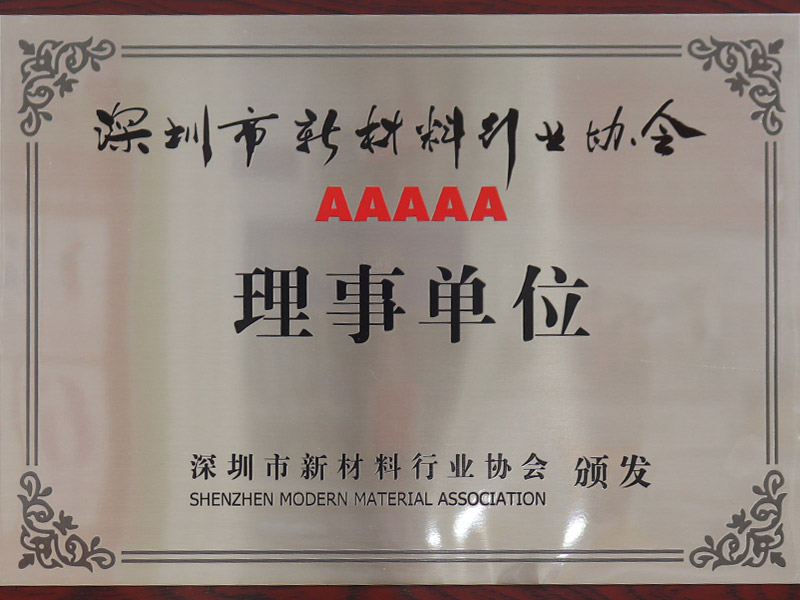 深圳市新材料行业协会
AAAAA
理事单位
深圳市新材料行业协会 颁发
SHENZHEN MODERN MATERIAL ASSOCIATION